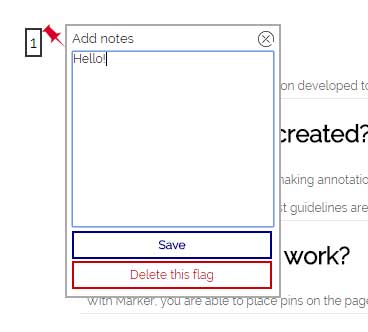 1
Add notes
Hello!
on developed to
created?
making annotatio
st guidelines are
work?
Save
Delete this flag
With Marker, you are able to place pins on the page